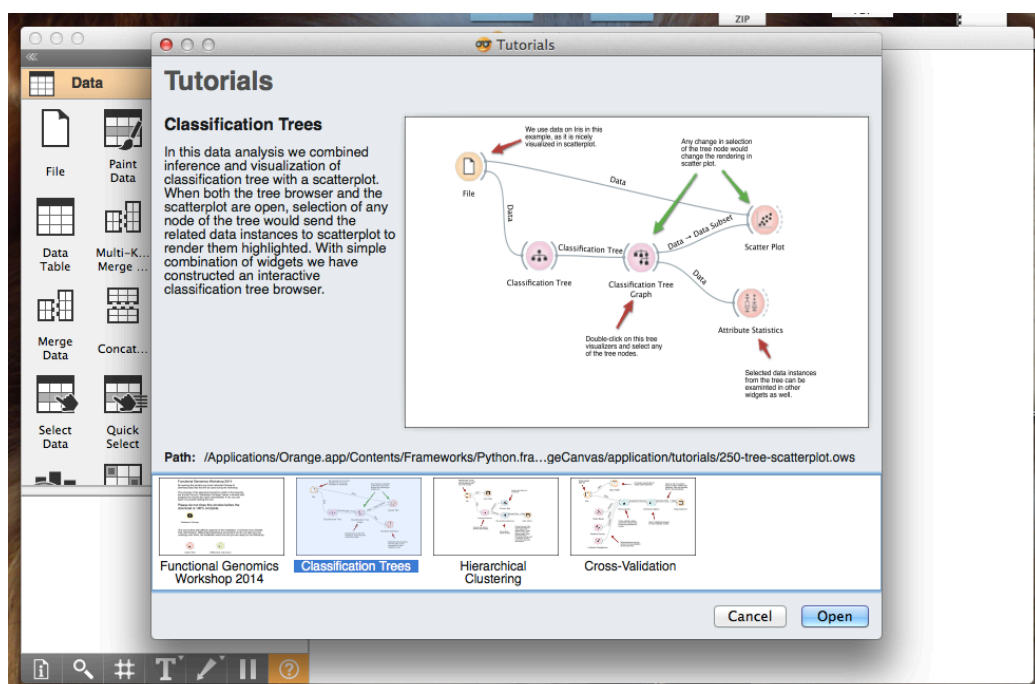 ZIP
Tutorials
Data
File
Paint
Data
Data
Table
Multi-K...
Merge ...
Merge
Data
Concat...
Select
Data
Quick
Select
Tutorials
Classification Trees
In this data analysis we combined
inference and visualization of
classification tree with a scatterplot.
When both the tree browser and the
scatterplot are open, selection of any
node of the tree would send the
related data instances to scatterplot to
render them highlighted. With simple
combination of widgets we have
constructed an interactive
classification tree browser.
We use data on Iris in this
example, as it is nicely
visualized in scatterplot.
Any change in selection
of the tree node would
change the rendering in
scatter plot.
File
Data
Data
Classification Tree
Classification Tree
Data → Data Subset
Scatter Plot
Classification Tree
Graph
Data
Attribute Statistics
Double-click on this tree
visualizers and select any
of the tree nodes.
Selected data instances
from the tree can be
examinted in other
widgets as well.
Path: /Applications/Orange.app/Contents/Frameworks/Python.fra...geCanvas/application/tutorials/250-tree-scatterplot.ows
Functional Genomics Workshop 2014
Functional Genomics
Workshop 2014
Classification Trees
Hierarchical
Clustering
Cross-Validation
Cancel
Open